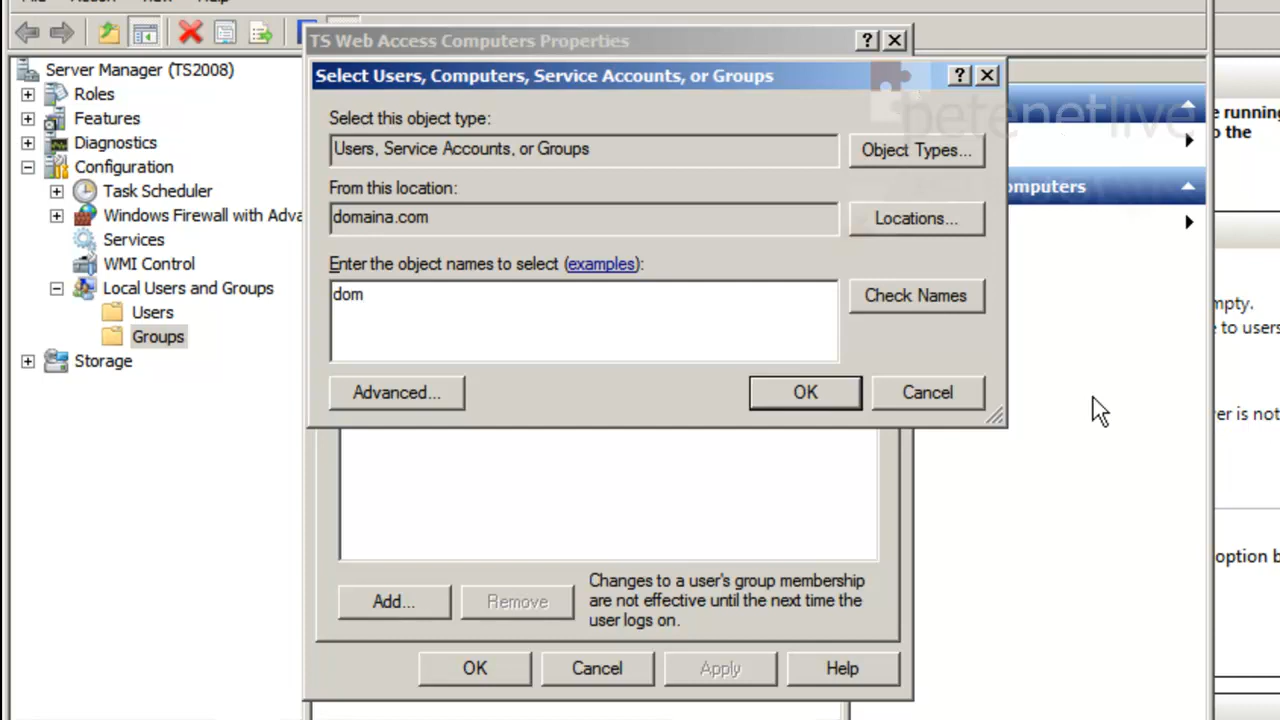 TS Web Access Computers Properties
Select Users, Computers, Service Accounts, or Groups
petenetlive
Server Manager (TS2008)
Roles
Features
Diagnostics
Configuration
Task Scheduler
Windows Firewall with Adva
Services
WMI Control
Local Users and Groups
Users
Groups
Storage
Select this object type:
Users, Service Accounts, or Groups
Object Types...
From this location:
domaina.com
Locations...
Enter the object names to select (examples):
dom
Check Names
Advanced...
OK
Cancel
Add...
Remove
Changes to a user's group membership
are not effective until the next time the
user logs on.
OK
Cancel
Apply
Help
omputers
e running
o the
mpty.
e to users
er is not
option b